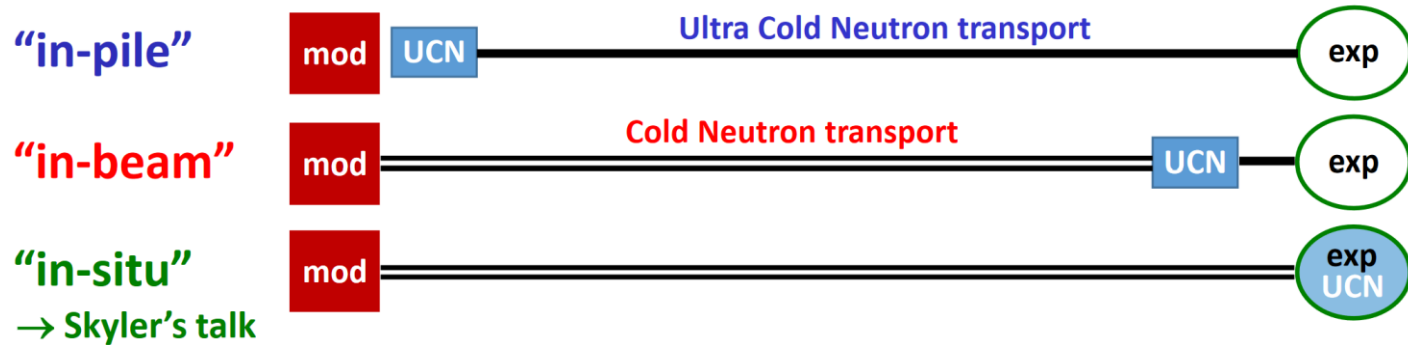 “in-pile” mod UCN Ultra Cold Neutron transport exp
“in-beam” mod Cold Neutron transport UCN exp
“in-situ” mod exp
UCN
→ Skyler’s talk